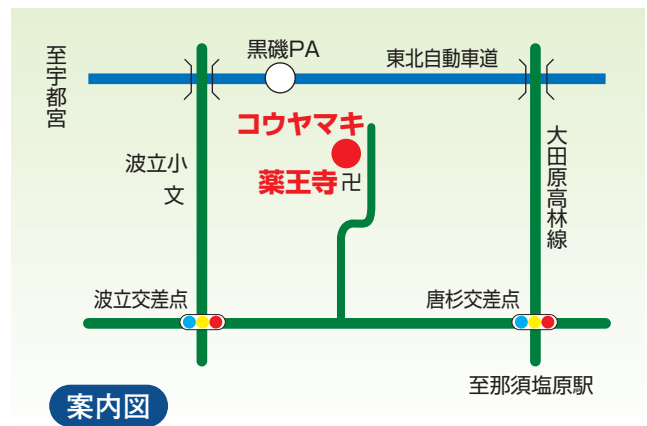 黒磯PA
東北自動車道
至宇都宮
コウヤマキ
薬王寺卍
波立小
文
大田原高林線
波立交差点
唐杉交差点
至那須塩原駅
案内図